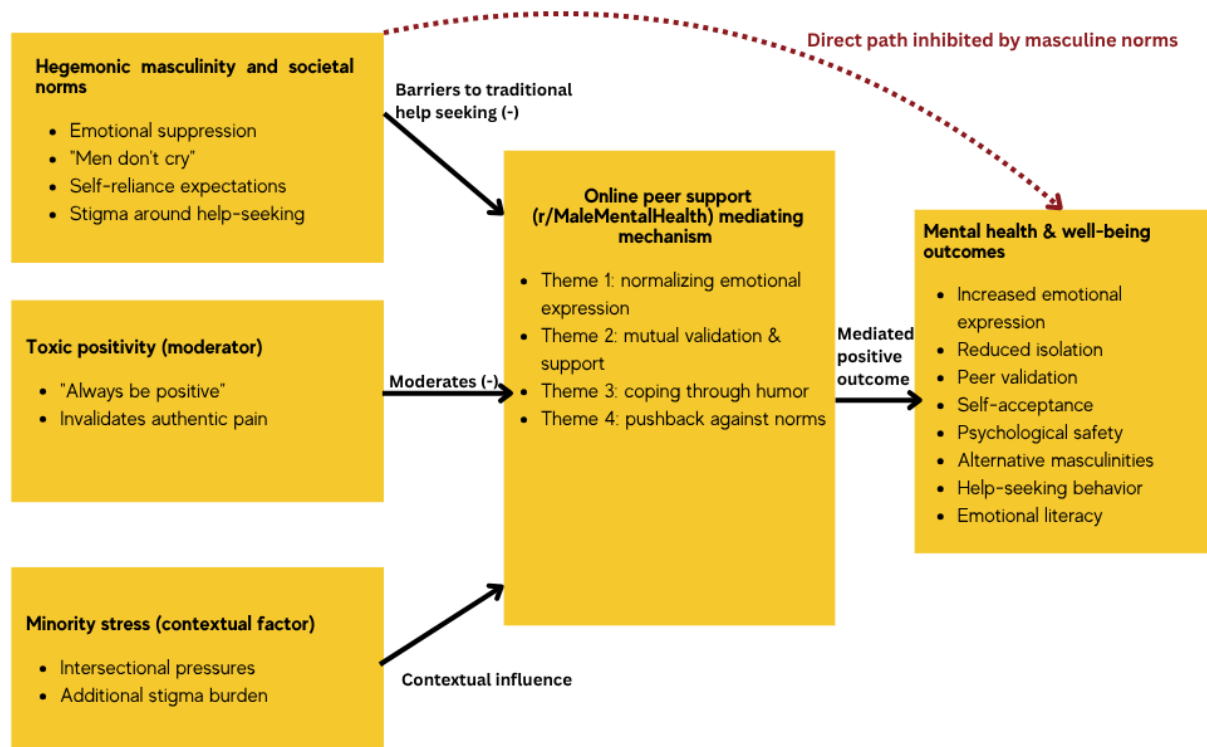 Hegemonic masculinity and societal
norms
• Emotional suppression
• "Men don't cry"
• Self-reliance expectations
• Stigma around help-seeking
Barriers to traditional
help seeking (-)
Direct path inhibited by masculine norms
Toxic positivity (moderator)
• "Always be positive"
• Invalidates authentic pain
Moderates (-)
Minority stress (contextual factor)
• Intersectional pressures
• Additional stigma burden
Contextual influence
Online peer support
(r/MaleMentalHealth) mediating
mechanism
• Theme 1: normalizing emotional
expression
• Theme 2: mutual validation &
support
• Theme 3: coping through humor
• Theme 4: pushback against norms
Mediated
positive
outcome
Mental health & well-being
outcomes
• Increased emotional
expression
• Reduced isolation
• Peer validation
• Self-acceptance
• Psychological safety
• Alternative masculinities
• Help-seeking behavior
• Emotional literacy